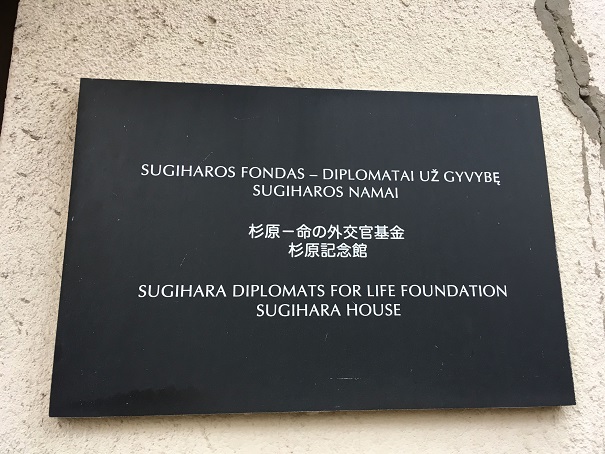 SUGIHAROS FONDAS – DIPLOMATAI UŽ GYVYBĘ
SUGIHAROS NAMAI
杉原－命の外交官基金
杉原記念館
SUGIHARA DIPLOMATS FOR LIFE FOUNDATION
SUGIHARA HOUSE